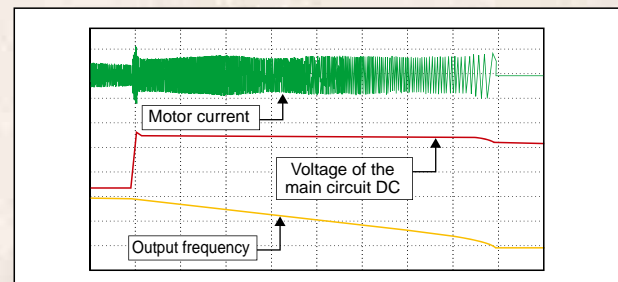 Motor current
Voltage of the
main circuit DC
Output frequency